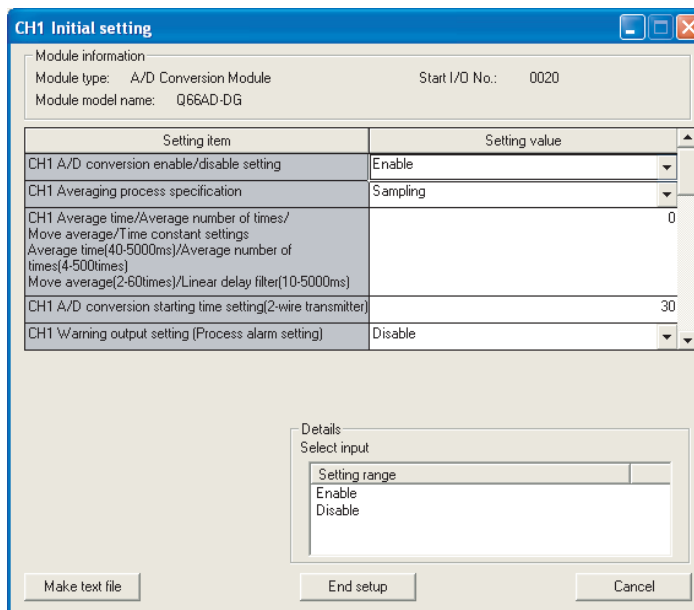 CH1 Initial setting
Module information
Module type: A/D Conversion Module Start I/O No.: 0020
Module model name: Q66AD-DG
Setting item Setting value
CH1 A/D conversion enable/disable setting Enable
CH1 Averaging process specification Sampling
CH1 Average time/Average number of times/ 0
Move average/Time constant settings
Average time(40-5000ms)/Average number of
times(4-500times)
Move average(2-60times)/Linear delay filter(10-5000ms)
CH1 A/D conversion starting time setting(2-wire transmitter) 30
CH1 Warning output setting (Process alarm setting) Disable
Details
Select input
Setting range
Enable
Disable
Make text file End setup Cancel